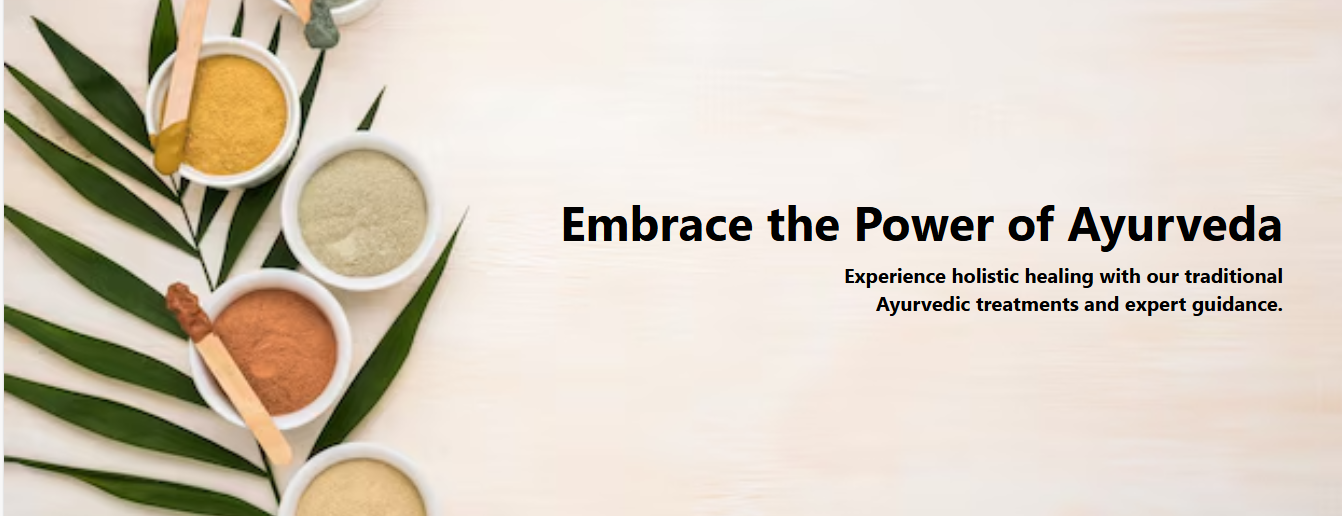 Embrace the Power of Ayurveda
Experience holistic healing with our traditional
Ayurvedic treatments and expert guidance.